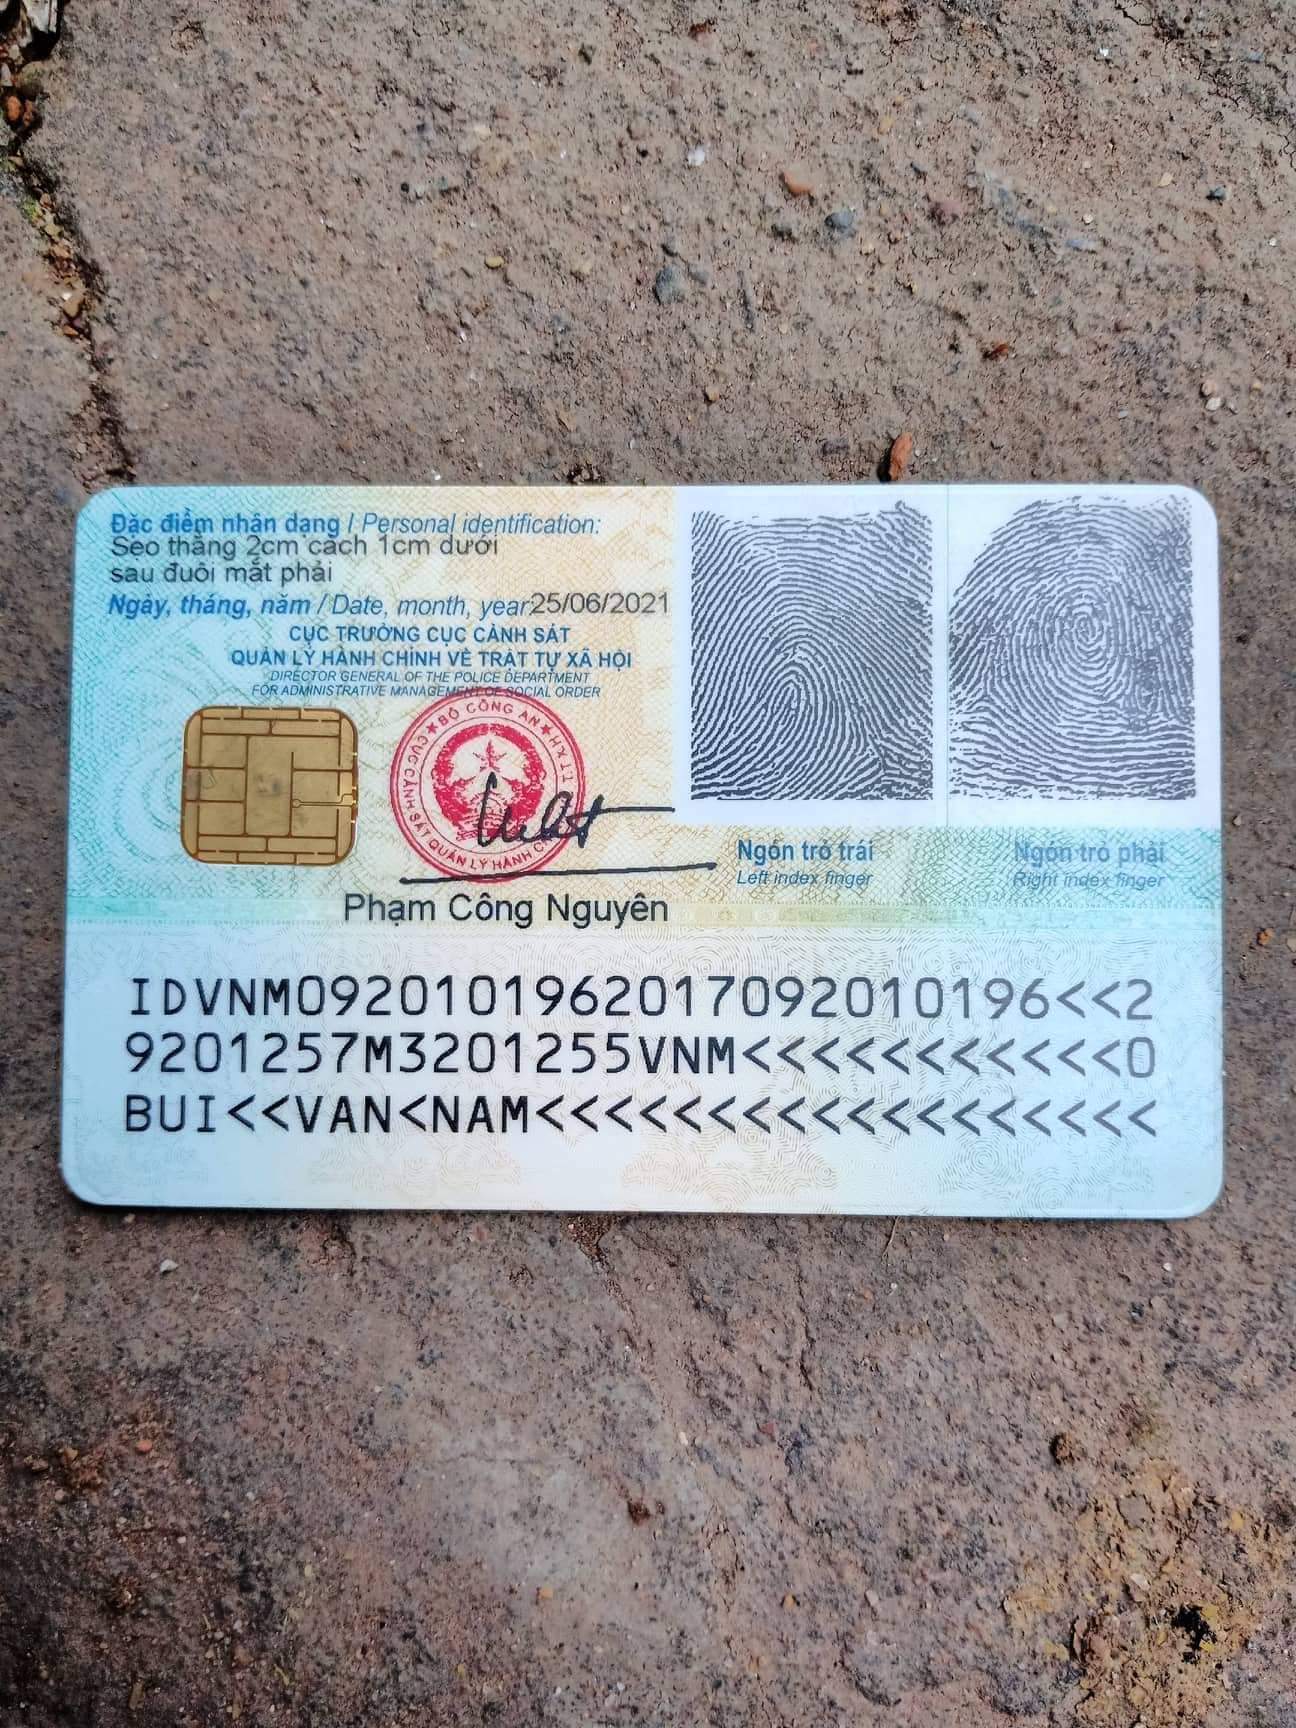 Đặc điểm nhân dạng / Personal identification:
Sẹo thẳng 2cm cách 1cm dưới
sau đuôi mắt phải
Ngày, tháng, năm / Date, month, year: 25/06/2021
CỤC TRƯỞNG CỤC CẢNH SÁT
QUẢN LÝ HÀNH CHÍNH VỀ TRẬT TỰ XÃ HỘI
DIRECTOR GENERAL OF THE POLICE DEPARTMENT
FOR ADMINISTRATIVE MANAGEMENT OF SOCIAL ORDER
★ BỘ CÔNG AN ★
CỤC CẢNH SÁT QUẢN LÝ HÀNH
Phạm Công Nguyên
Ngón trỏ trái
Left index finger
Ngón trỏ phải
Right index finger
IDVNM0920101962017092010196<<2
9201257M3201255VNM<<<<<<<<<<<0
BUI<<VAN<NAM<<<<<<<<<<<<<<<<<<